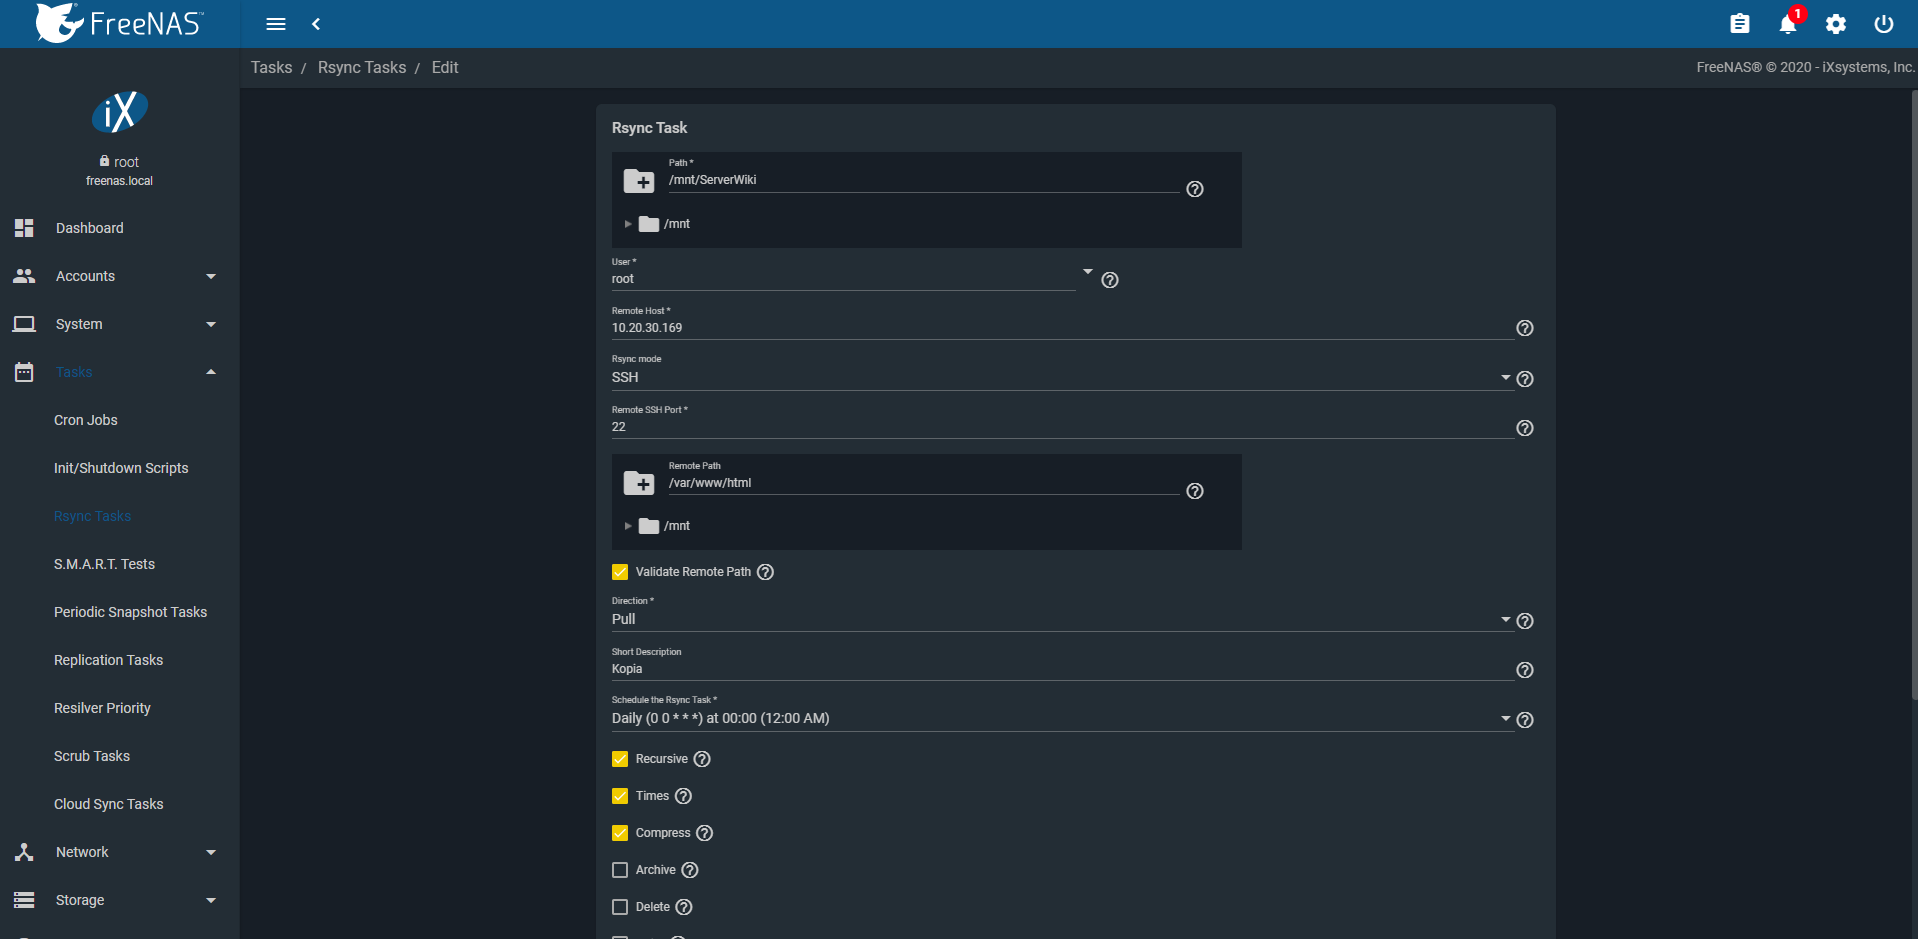 FreeNAS™
1
Tasks / Rsync Tasks / Edit
FreeNAS® © 2020 - iXsystems, Inc.
iX
root
freenas.local
Dashboard
Accounts
System
Tasks
Cron Jobs
Init/Shutdown Scripts
Rsync Tasks
S.M.A.R.T. Tests
Periodic Snapshot Tasks
Replication Tasks
Resilver Priority
Scrub Tasks
Cloud Sync Tasks
Network
Storage
Rsync Task
Path *
/mnt/ServerWiki
/mnt
User *
root
Remote Host *
10.20.30.169
Rsync mode
SSH
Remote SSH Port *
22
Remote Path
/var/www/html
/mnt
Validate Remote Path
Direction *
Pull
Short Description
Kopia
Schedule the Rsync Task *
Daily (0 0 * * *) at 00:00 (12:00 AM)
Recursive
Times
Compress
Archive
Delete